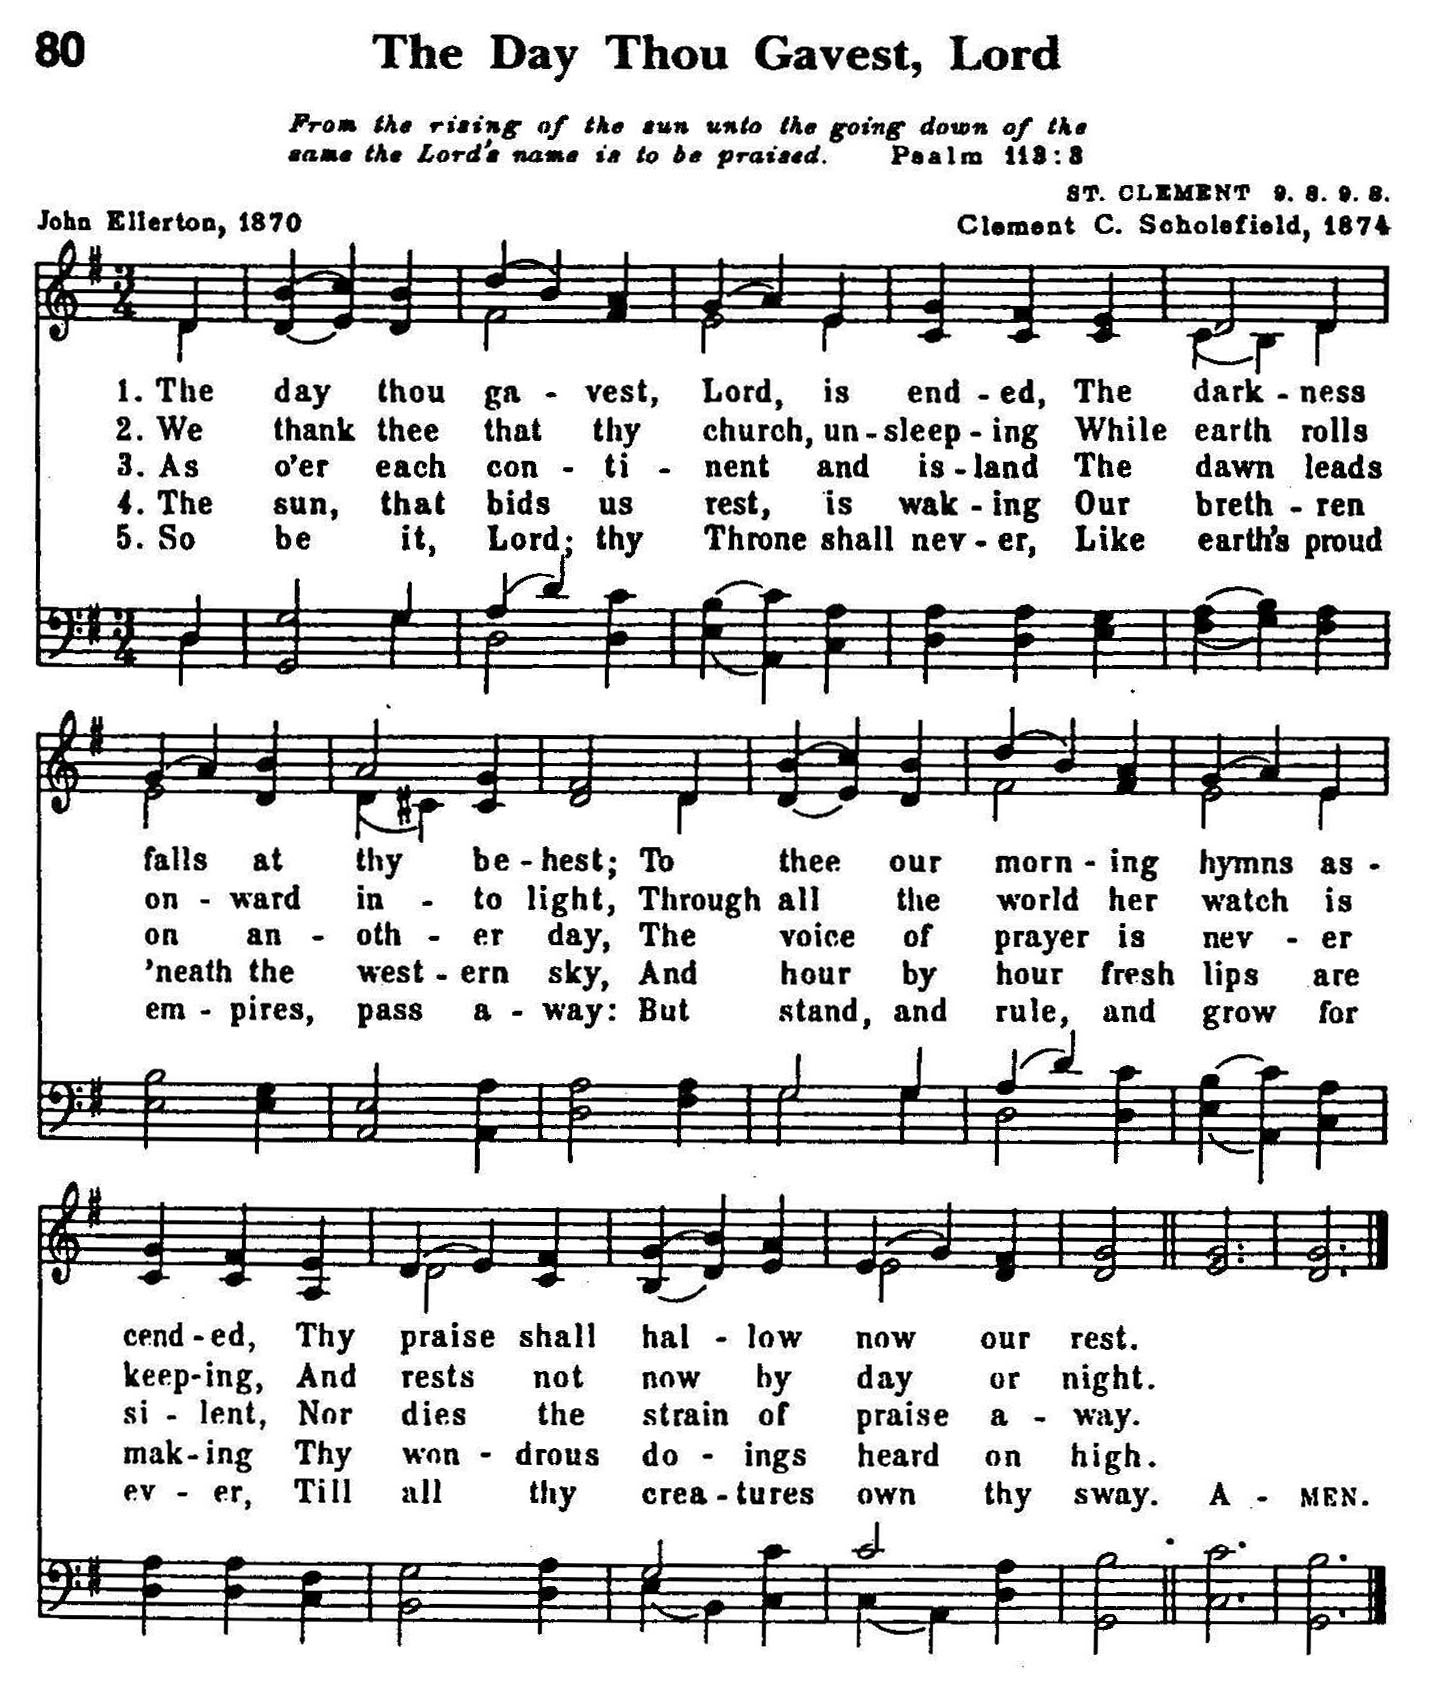 80 The Day Thou Gavest, Lord
From the rising of the sun unto the going down of the
same the Lord's name is to be praised. Psalm 113:3
ST. CLEMENT 9. 8. 9. 8.
John Ellerton, 1870 Clement C. Scholefield, 1874
3
4
1. The day thou ga - vest, Lord, is end - ed, The dark - ness
2. We thank thee that thy church, un - sleep - ing While earth rolls
3. As o'er each con - ti - nent and is - land The dawn leads
4. The sun, that bids us rest, is wak - ing Our breth - ren
5. So be it, Lord; thy Throne shall nev - er, Like earth's proud
3
4
falls at thy be - hest; To thee our morn - ing hymns as -
on - ward in - to light, Through all the world her watch is
on an - oth - er day, The voice of prayer is nev - er
'neath the west - ern sky, And hour by hour fresh lips are
em - pires, pass a - way: But stand, and rule, and grow for
cend - ed, Thy praise shall hal - low now our rest.
keep - ing, And rests not now by day or night.
si - lent, Nor dies the strain of praise a - way.
mak - ing Thy won - drous do - ings heard on high.
ev - er, Till all thy crea - tures own thy sway. A - MEN.